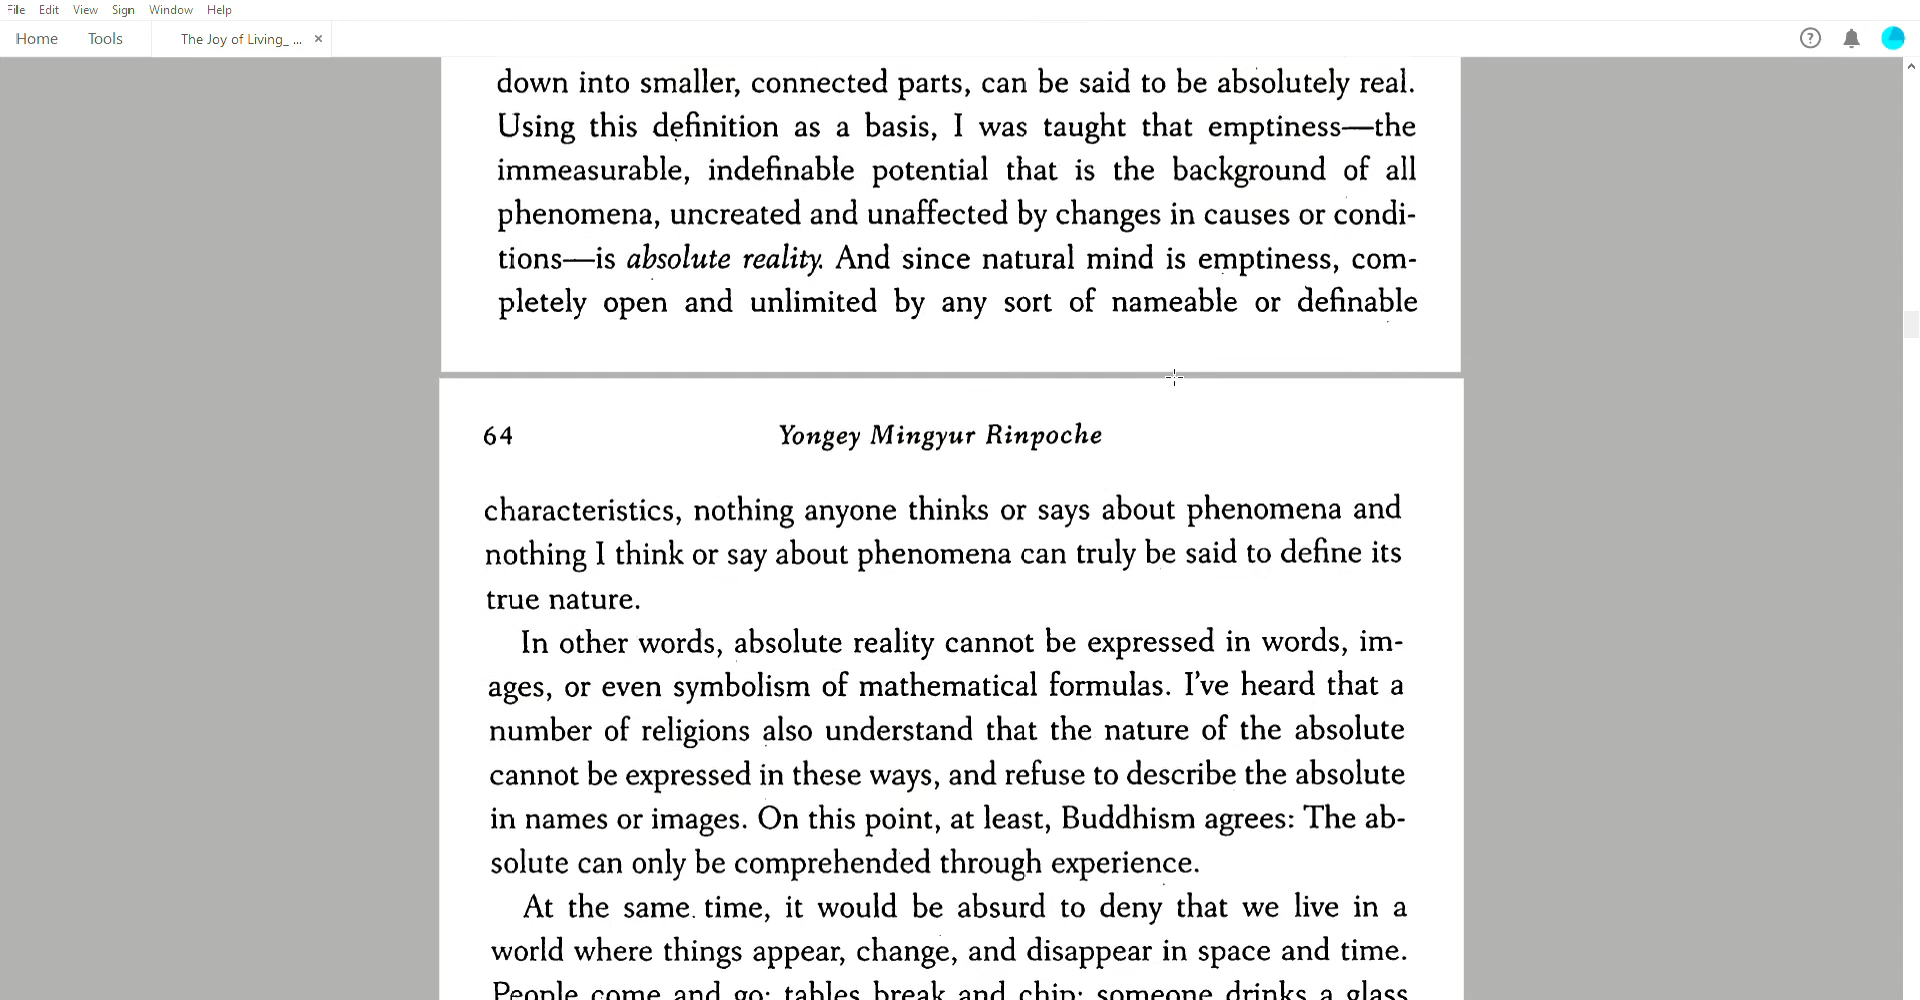 File Edit View Sign Window Help
Home Tools The Joy of Living_ ... ×
down into smaller, connected parts, can be said to be absolutely real.
Using this definition as a basis, I was taught that emptiness—the
immeasurable, indefinable potential that is the background of all
phenomena, uncreated and unaffected by changes in causes or condi-
tions—is absolute reality. And since natural mind is emptiness, com-
pletely open and unlimited by any sort of nameable or definable
64 Yongey Mingyur Rinpoche
characteristics, nothing anyone thinks or says about phenomena and
nothing I think or say about phenomena can truly be said to define its
true nature.
In other words, absolute reality cannot be expressed in words, im-
ages, or even symbolism of mathematical formulas. I've heard that a
number of religions also understand that the nature of the absolute
cannot be expressed in these ways, and refuse to describe the absolute
in names or images. On this point, at least, Buddhism agrees: The ab-
solute can only be comprehended through experience.
At the same time, it would be absurd to deny that we live in a
world where things appear, change, and disappear in space and time.
People come and go; tables break and chip; someone drinks a glass